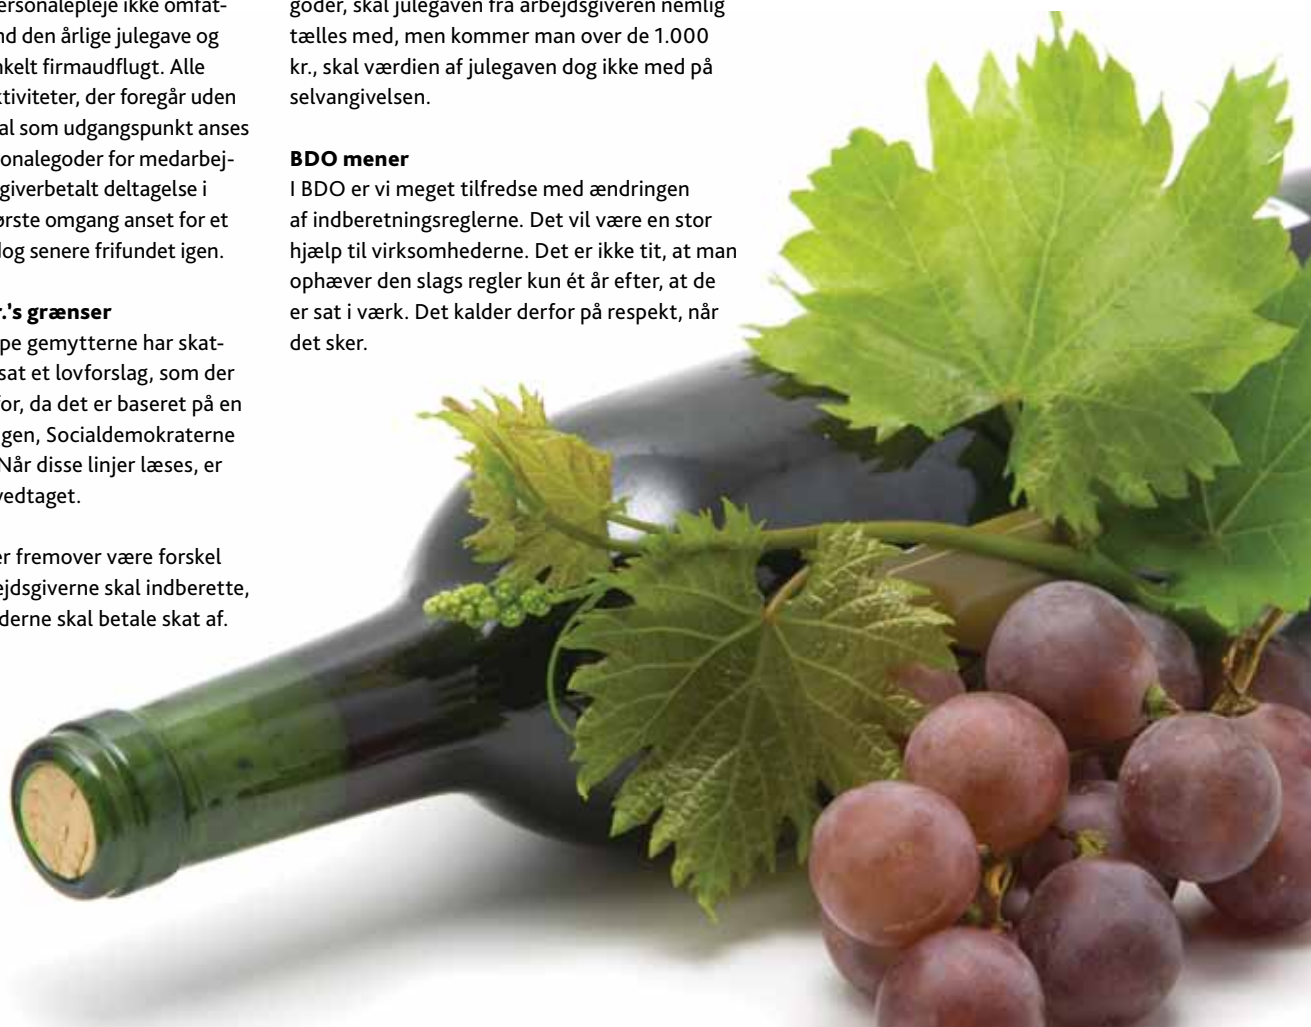 ersonalepleje ikke omfat-
nd den årlige julegave og
nkelt firmaudflugt. Alle
ktiviteter, der foregår uden
al som udgangspunkt anses
onalegoder for medarbej-
giverbetalt deltagelse i
ørste omgang anset for et
dog senere frifundet igen.
r.'s grænser
pe gemytterne har skat-
sat et lovforslag, som der
for, da det er baseret på en
gen, Socialdemokraterne
Når disse linjer læses, er
vedtaget.
er fremover være forskel
ejdsgiverne skal indberette,
derne skal betale skat af.
goder, skal julegaven fra arbejdsgiveren nemlig
tælles med, men kommer man over de 1.000
kr., skal værdien af julegaven dog ikke med på
selvangivelsen.
BDO mener
I BDO er vi meget tilfredse med ændringen
af indberetningsreglerne. Det vil være en stor
hjælp til virksomhederne. Det er ikke tit, at man
ophæver den slags regler kun ét år efter, at de
er sat i værk. Det kalder derfor på respekt, når
det sker.